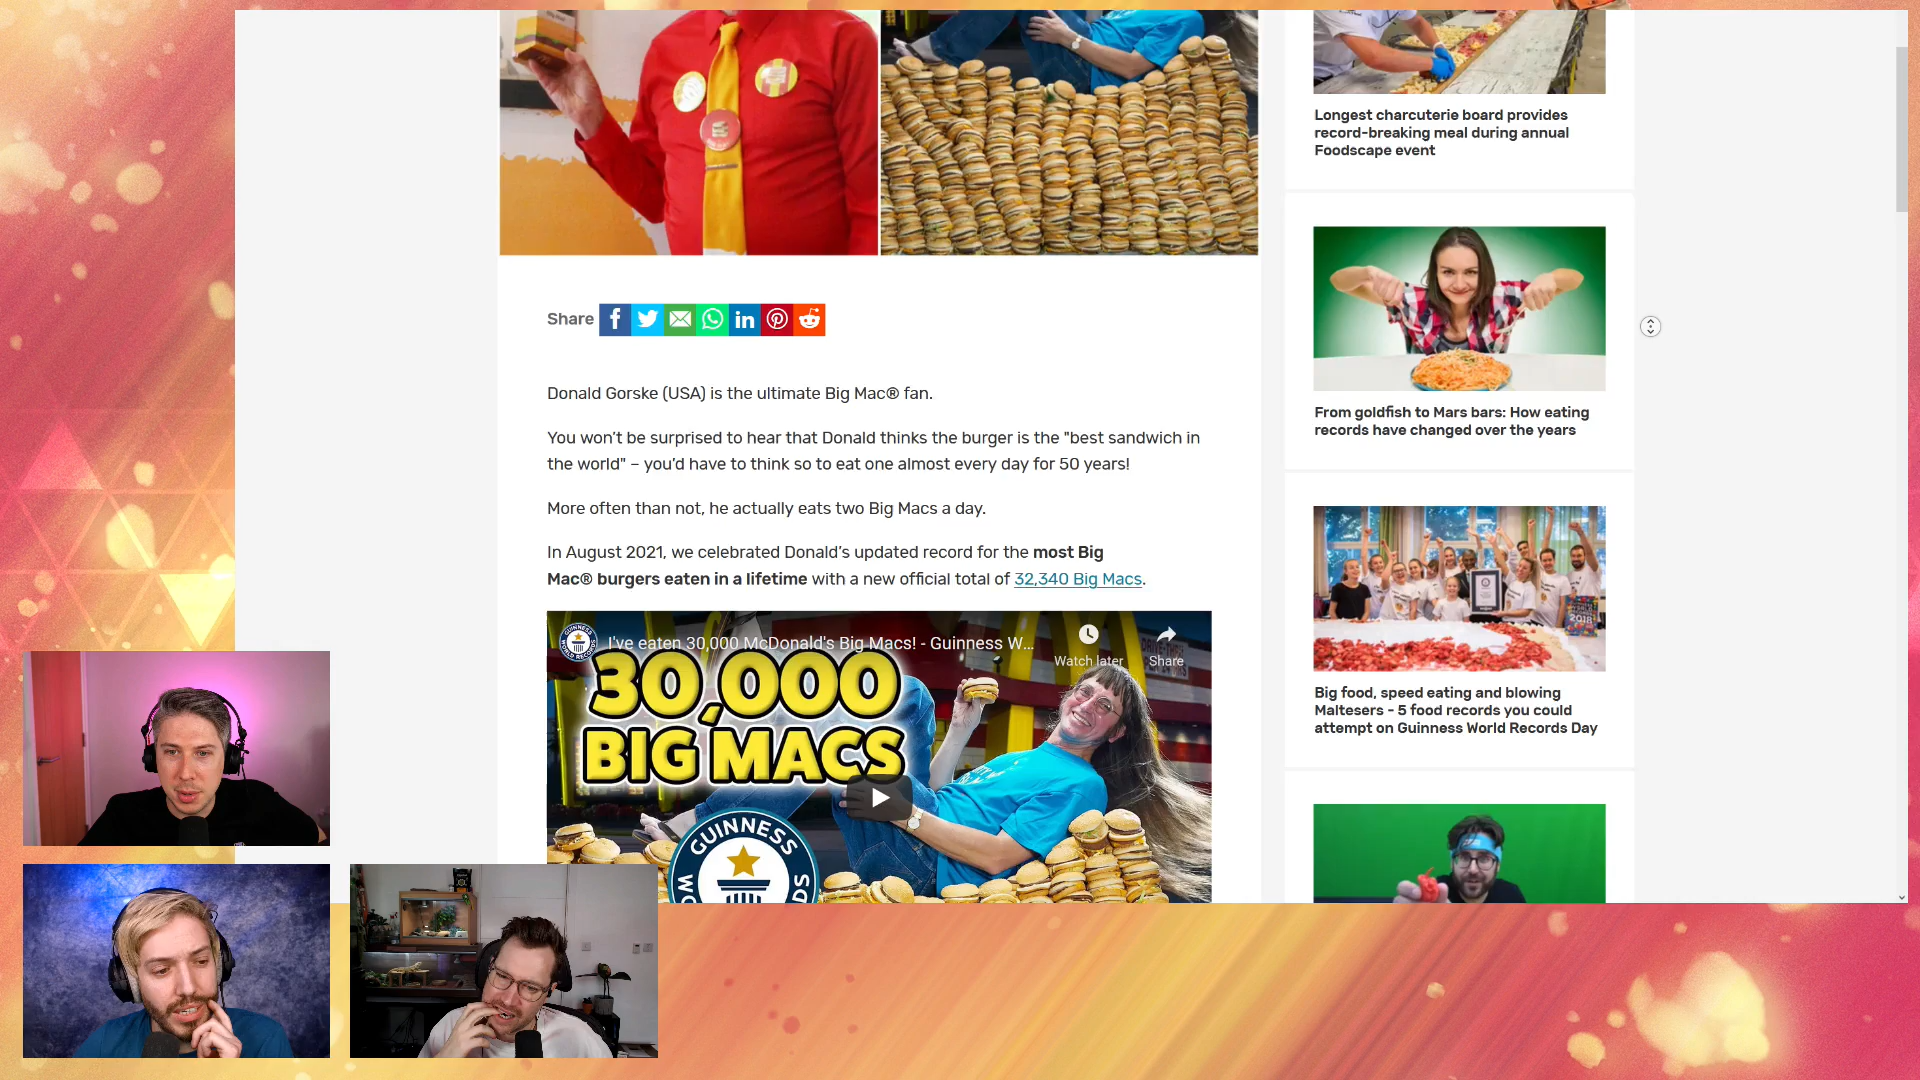 Share
Donald Gorske (USA) is the ultimate Big Mac® fan.
You won't be surprised to hear that Donald thinks the burger is the "best sandwich in
the world" – you'd have to think so to eat one almost every day for 50 years!
More often than not, he actually eats two Big Macs a day.
In August 2021, we celebrated Donald's updated record for the most Big
Mac® burgers eaten in a lifetime with a new official total of 32,340 Big Macs.
I've eaten 30,000 McDonald's Big Macs! - Guinness W...
Watch later
Share
30,000
BIG MACS
GUINNESS
Longest charcuterie board provides
record-breaking meal during annual
Foodscape event
From goldfish to Mars bars: How eating
records have changed over the years
2018
Big food, speed eating and blowing
Maltesers - 5 food records you could
attempt on Guinness World Records Day